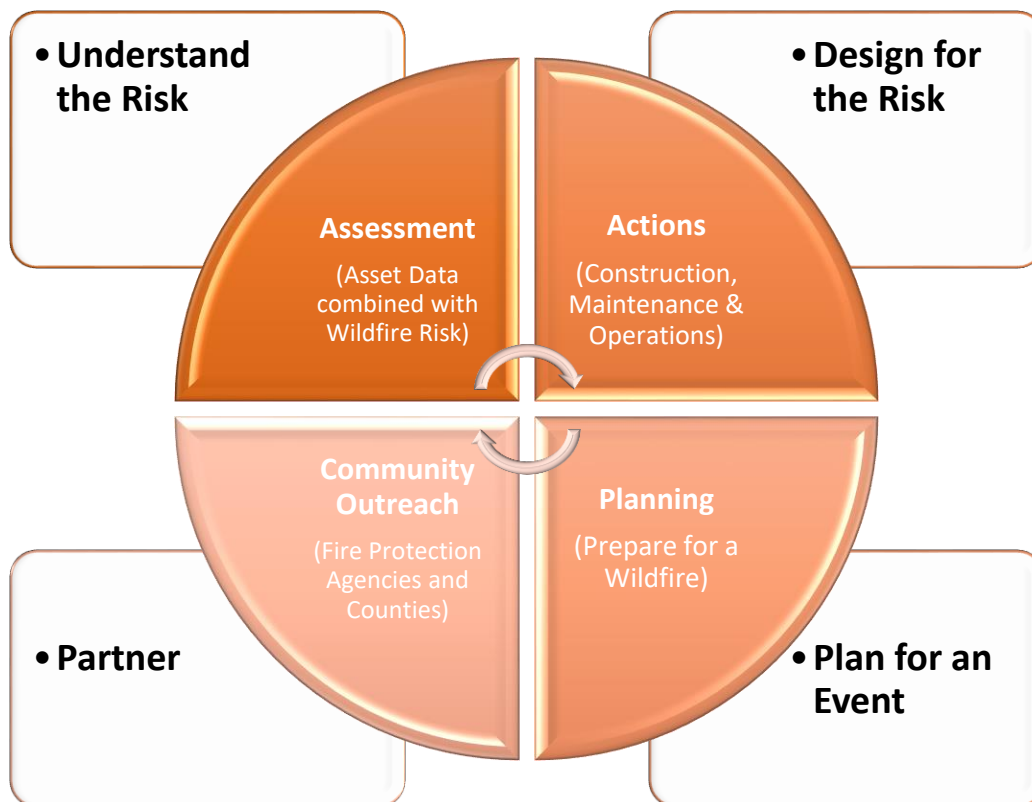 • Understand
the Risk
• Design for
the Risk
Assessment
(Asset Data
combined with
Wildfire Risk)
Actions
(Construction,
Maintenance &
Operations)
Community
Outreach
(Fire Protection
Agencies and
Counties)
Planning
(Prepare for a
Wildfire)
• Partner
• Plan for an
Event